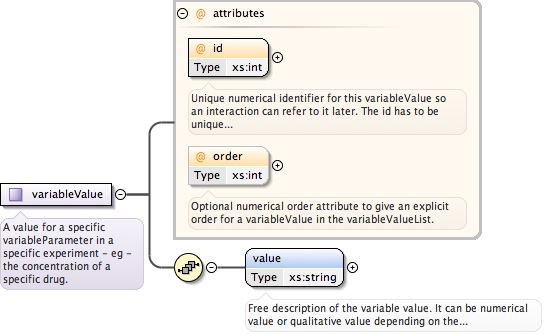 @ attributes
@ id
Type xs:int
Unique numerical identifier for this variableValue so
an interaction can refer to it later. The id has to be
unique...
@ order
Type xs:int
Optional numerical order attribute to give an explicit
order for a variableValue in the variableValueList.
variableValue
A value for a specific
variableParameter in a
specific experiment - eg -
the concentration of a
specific drug.
value
Type xs:string
Free description of the variable value. It can be numerical
value or qualitative value depending on the...